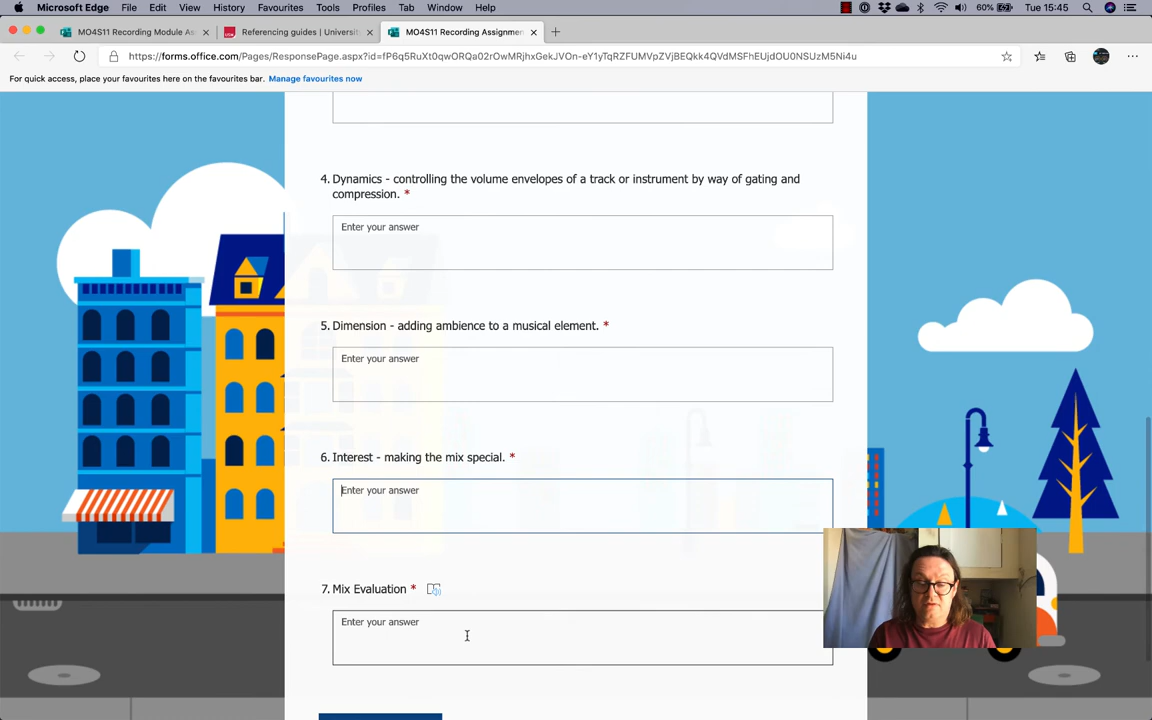 Microsoft Edge File Edit View History Favourites Tools Profiles Tab Window Help 60% Tue 15:45
MO4S11 Recording Module As
Referencing guides | Universit
MO4S11 Recording Assignmen
https://forms.office.com/Pages/ResponsePage.aspx?id=fP6q5RuXt0qwORQa02rOwMRjhxGekJVOn-eY1yTqRZFUMVpZVjBEQkk4QVdMSFhEUjdOU0NSUzM5Ni4u
For quick access, place your favourites here on the favourites bar. Manage favourites now
4. Dynamics - controlling the volume envelopes of a track or instrument by way of gating and
compression. *
Enter your answer
5. Dimension - adding ambience to a musical element. *
Enter your answer
6. Interest - making the mix special. *
Enter your answer
7. Mix Evaluation *
Enter your answer